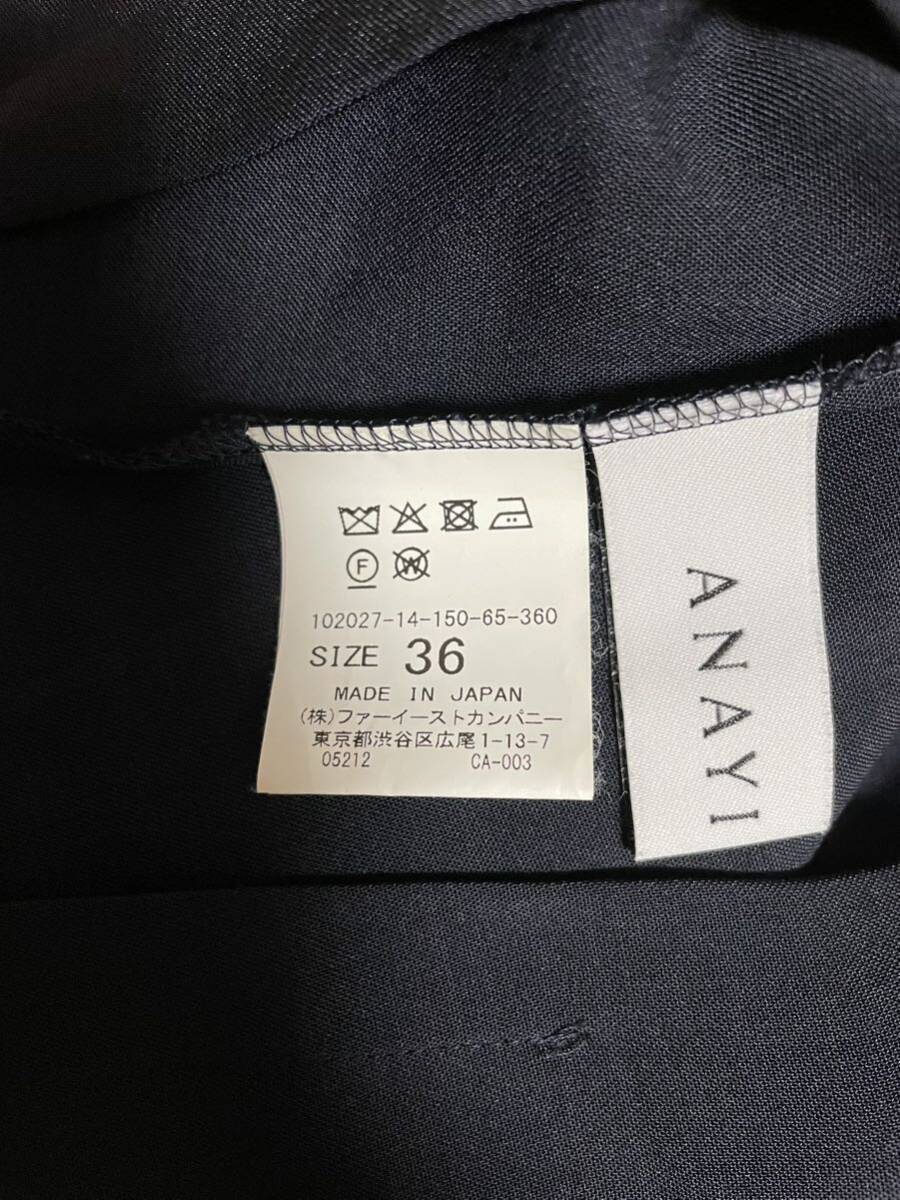 F W
102027-14-150-65-360
SIZE 36
MADE IN JAPAN
(株)ファーイーストカンパニー
東京都渋谷区広尾1-13-7
05212 CA-003
ANAYI